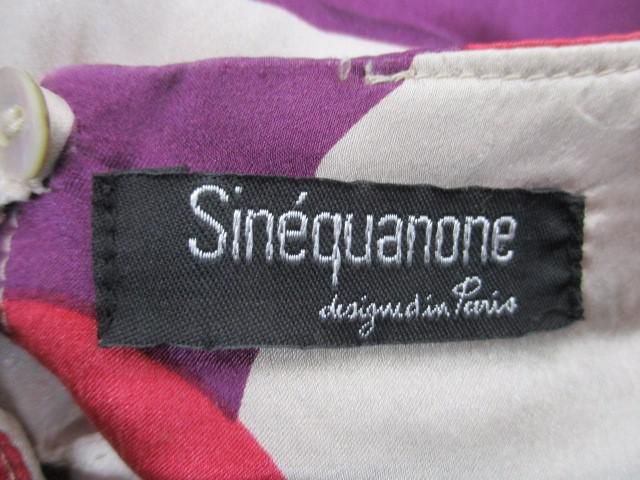 Sinéquanone
designed in Paris